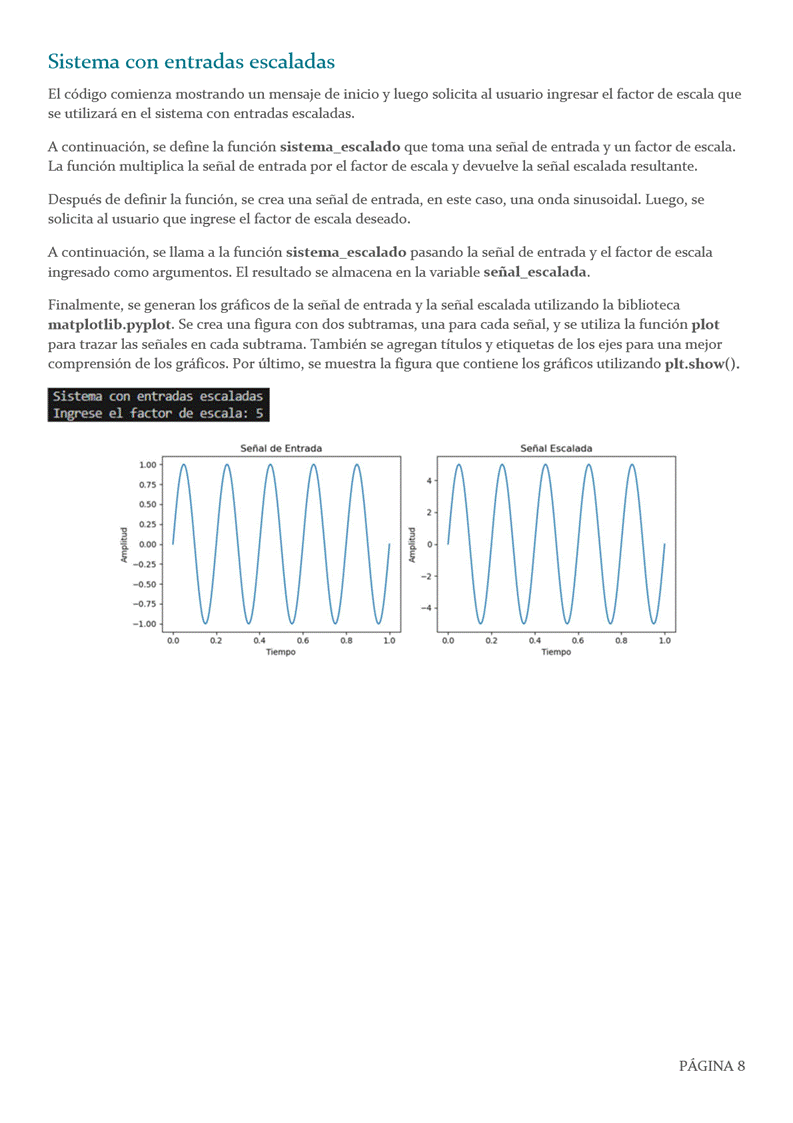 Sistema con entradas escaladas
El código comienza mostrando un mensaje de inicio y luego solicita al usuario ingresar el factor de escala que
se utilizará en el sistema con entradas escaladas.
A continuación, se define la función sistema_escalado que toma una señal de entrada y un factor de escala.
La función multiplica la señal de entrada por el factor de escala y devuelve la señal escalada resultante.
Después de definir la función, se crea una señal de entrada, en este caso, una onda sinusoidal. Luego, se
solicita al usuario que ingrese el factor de escala deseado.
A continuación, se llama a la función sistema_escalado pasando la señal de entrada y el factor de escala
ingresado como argumentos. El resultado se almacena en la variable señal_escalada.
Finalmente, se generan los gráficos de la señal de entrada y la señal escalada utilizando la biblioteca
matplotlib.pyplot. Se crea una figura con dos subtramas, una para cada señal, y se utiliza la función plot
para trazar las señales en cada subtrama. También se agregan títulos y etiquetas de los ejes para una mejor
comprensión de los gráficos. Por último, se muestra la figura que contiene los gráficos utilizando plt.show().
Sistema con entradas escaladas
Ingrese el factor de escala: 5
Señal de Entrada
Amplitud
1.00
0.75
0.50
0.25
0.00
−0.25
−0.50
−0.75
−1.00
0.0 0.2 0.4 0.6 0.8 1.0
Tiempo
Señal Escalada
Amplitud
4
2
0
−2
−4
0.0 0.2 0.4 0.6 0.8 1.0
Tiempo
PÁGINA 8